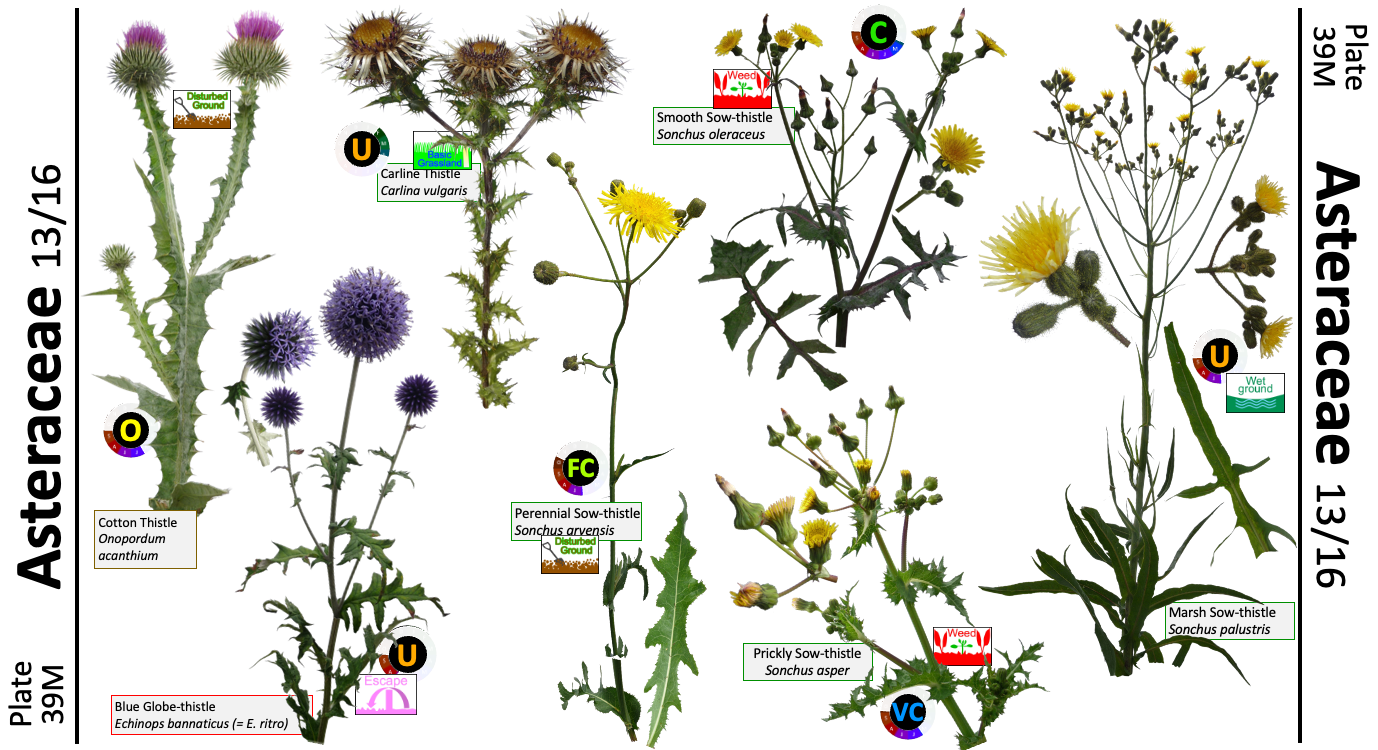 Plate
39M
Asteraceae 13/16
Disturbed
Ground
O
Cotton Thistle
Onopordum
acanthium
U
Basic
Grassland
Carline Thistle
Carlina vulgaris
U
Escape
Blue Globe-thistle
Echinops bannaticus (= E. ritro)
FC
Perennial Sow-thistle
Sonchus arvensis
Disturbed
Ground
C
Weed
Smooth Sow-thistle
Sonchus oleraceus
Weed
Prickly Sow-thistle
Sonchus asper
VC
U
Wet
ground
Marsh Sow-thistle
Sonchus palustris
Plate
39M
Asteraceae 13/16